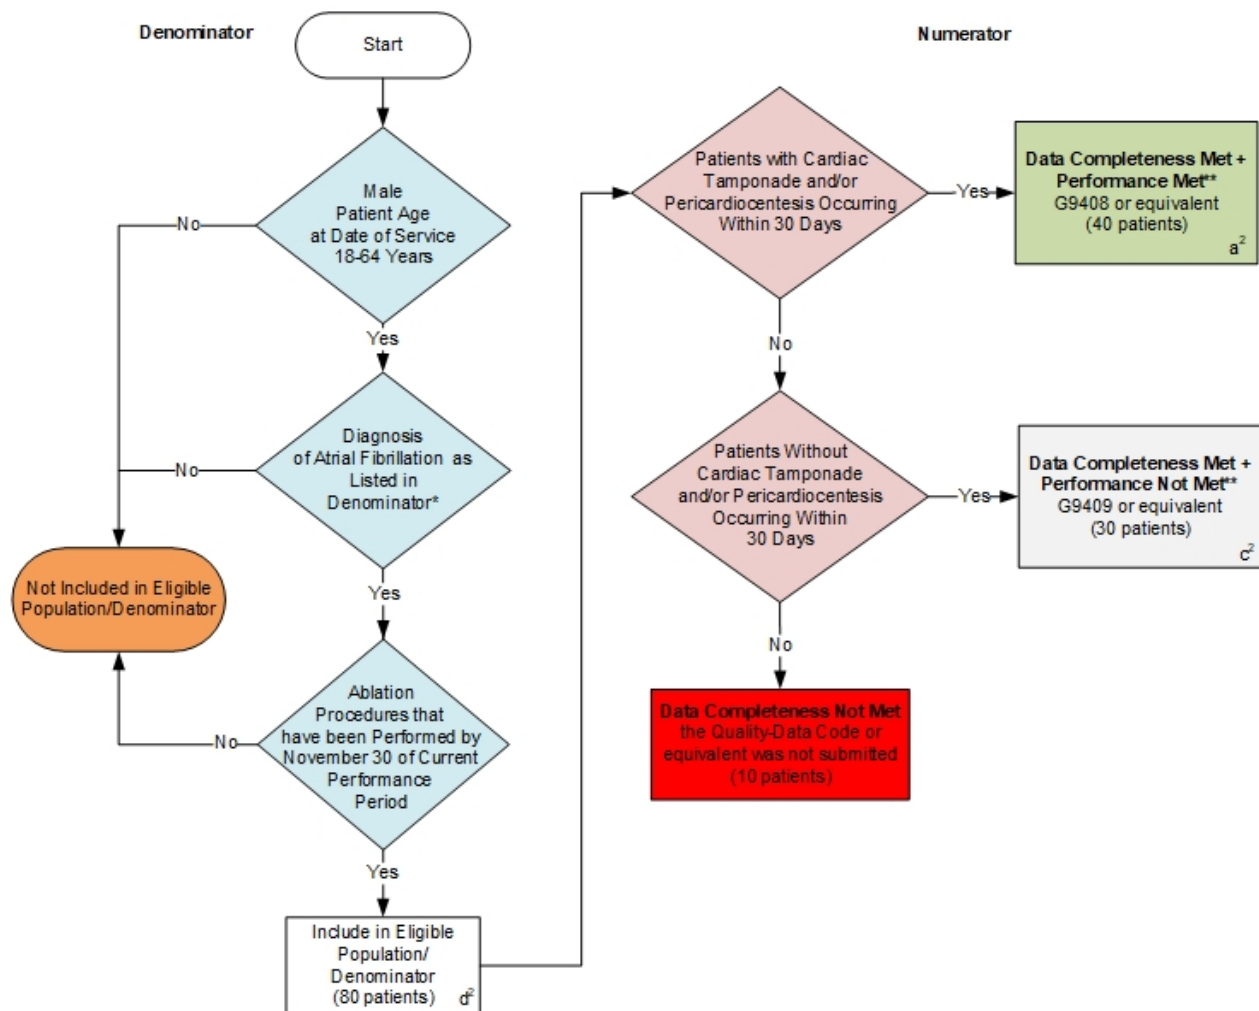 Denominator
Start
Male
Patient Age
at Date of Service
18-64 Years
No
Yes
Diagnosis
of Atrial Fibrillation as
Listed in
Denominator*
No
Yes
Not Included in Eligible
Population/Denominator
Ablation
Procedures that
have been Performed by
November 30 of Current
Performance
Period
No
Yes
Include in Eligible
Population/
Denominator
(80 patients)
d²
Numerator
Patients with Cardiac
Tamponade and/or
Pericardiocentesis Occurring
Within 30 Days
Yes
Data Completeness Met +
Performance Met**
G9408 or equivalent
(40 patients)
a²
No
Patients Without
Cardiac Tamponade
and/or Pericardiocentesis
Occurring Within
30 Days
Yes
Data Completeness Met +
Performance Not Met**
G9409 or equivalent
(30 patients)
c²
No
Data Completeness Not Met
the Quality-Data Code or
equivalent was not submitted
(10 patients)